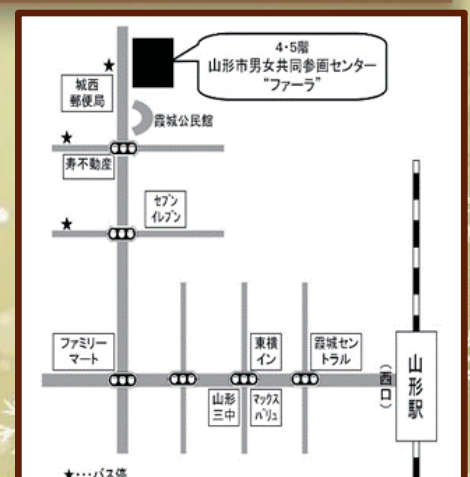 4・5階
山形市男女共同参画センター
“ファーラ”
★
城西
郵便局
霞城公民館
★
寿不動産
セブン
イレブン
★
ファミリー
マート
東横
イン
霞城セン
トラル
山形
三中
マックス
バリュ
(西口)
山形駅
★・・・バス停